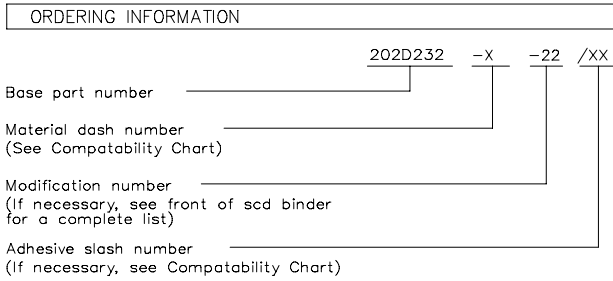 ORDERING INFORMATION
202D232 -X -22 /XX
Base part number
Material dash number
(See Compatability Chart)
Modification number
(If necessary, see front of scd binder
for a complete list)
Adhesive slash number
(If necessary, see Compatability Chart)